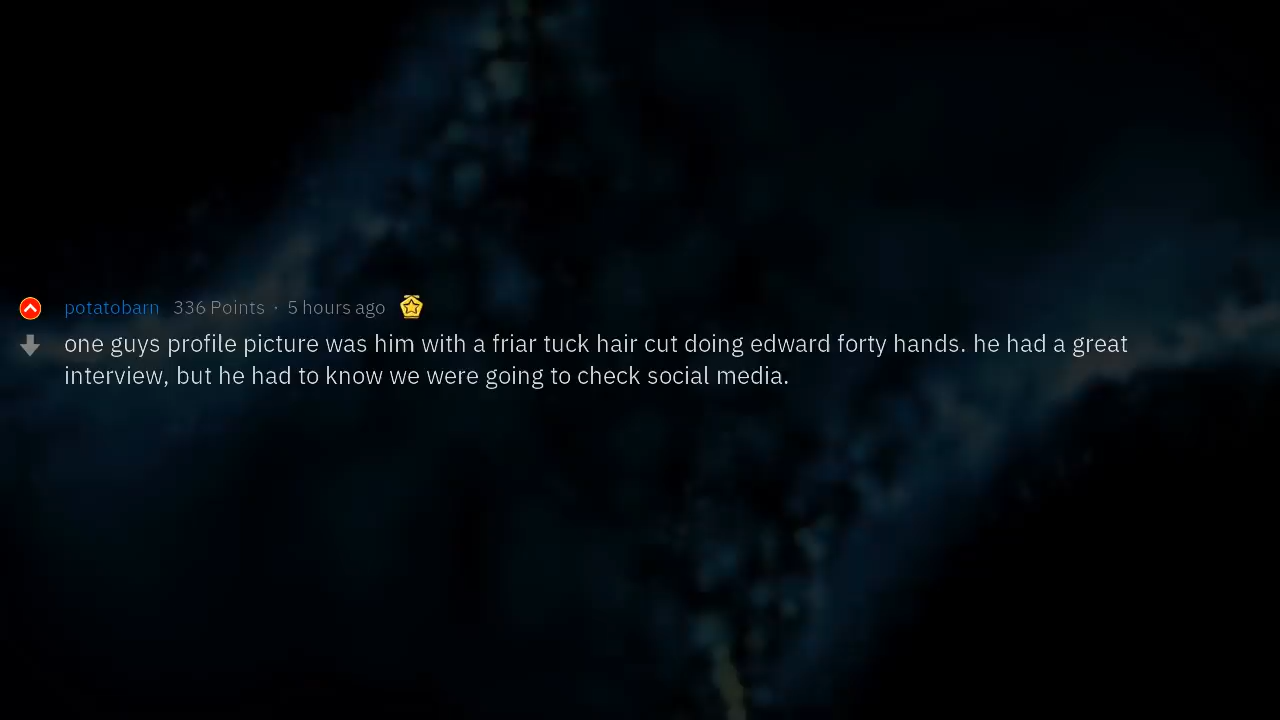 potatobarn 336 Points · 5 hours ago
one guys profile picture was him with a friar tuck hair cut doing edward forty hands. he had a great
interview, but he had to know we were going to check social media.